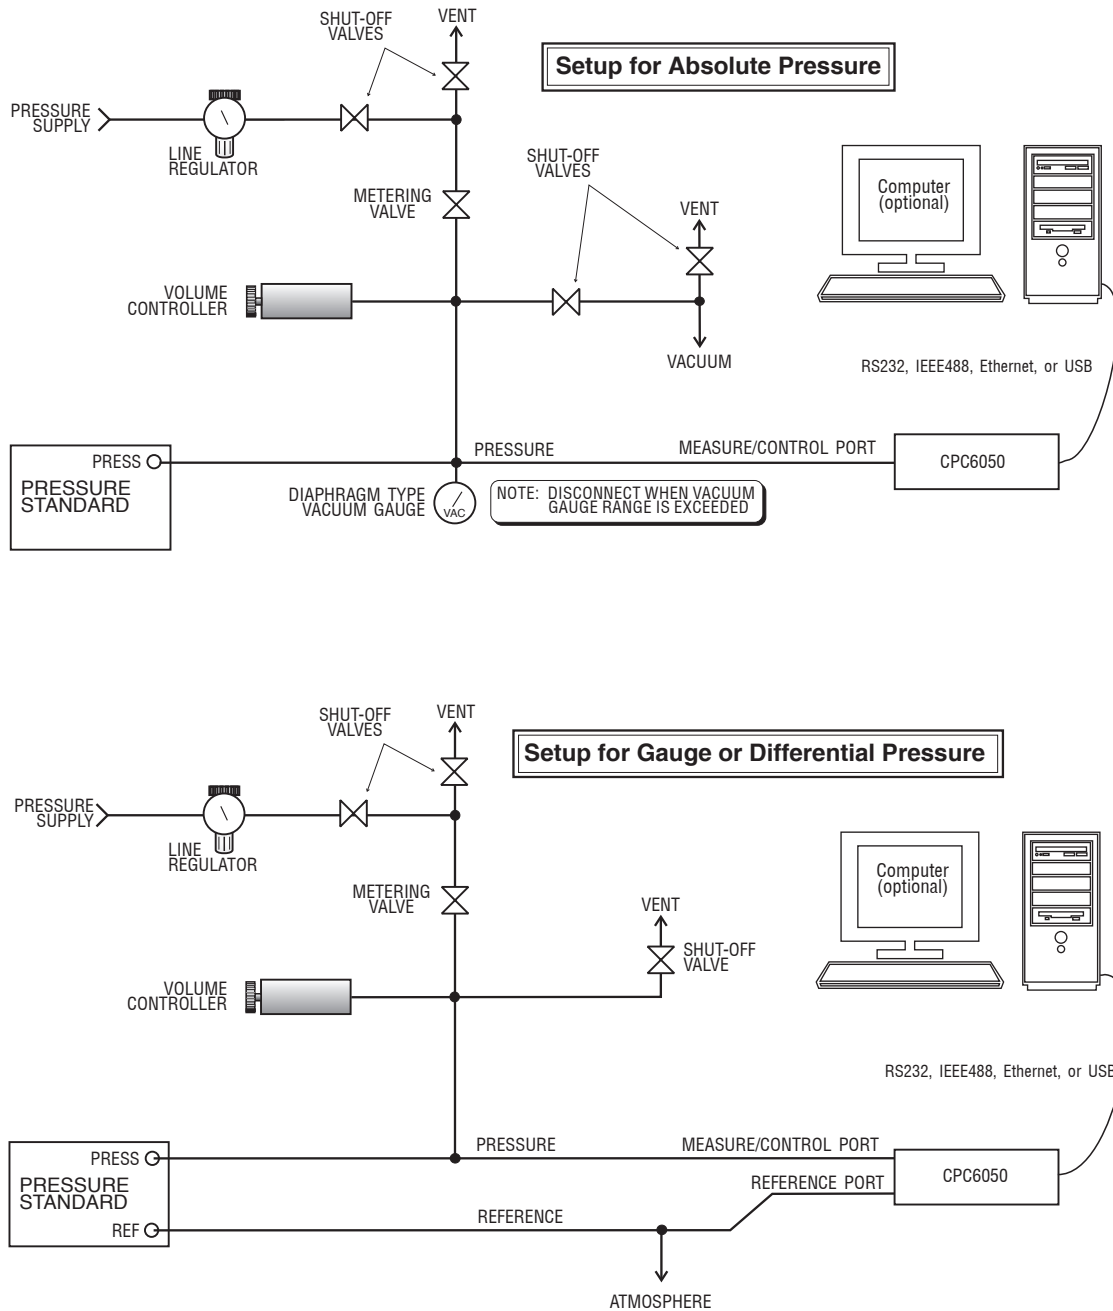 SHUT-OFF
VALVES
VENT
Setup for Absolute Pressure
PRESSURE
SUPPLY
LINE
REGULATOR
METERING
VALVE
SHUT-OFF
VALVES
VENT
Computer
(optional)
VOLUME
CONTROLLER
VACUUM
RS232, IEEE488, Ethernet, or USB
PRESS
PRESSURE
STANDARD
PRESSURE
MEASURE/CONTROL PORT
CPC6050
DIAPHRAGM TYPE
VACUUM GAUGE
VAC
NOTE: DISCONNECT WHEN VACUUM
GAUGE RANGE IS EXCEEDED
SHUT-OFF
VALVES
VENT
Setup for Gauge or Differential Pressure
PRESSURE
SUPPLY
LINE
REGULATOR
METERING
VALVE
VENT
SHUT-OFF
VALVE
Computer
(optional)
VOLUME
CONTROLLER
RS232, IEEE488, Ethernet, or USB
PRESS
PRESSURE
STANDARD
REF
PRESSURE
MEASURE/CONTROL PORT
CPC6050
REFERENCE PORT
REFERENCE
ATMOSPHERE